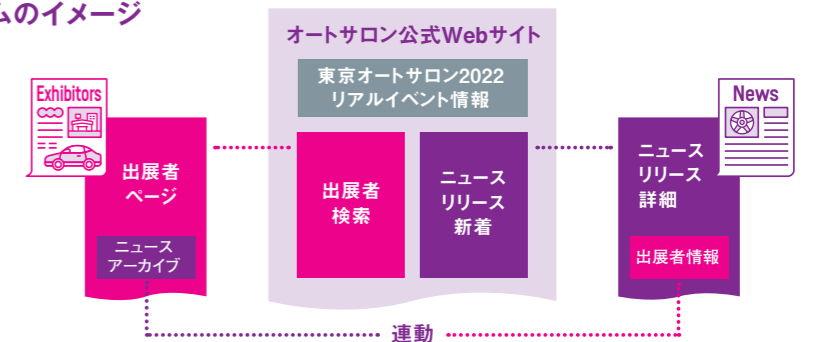 ムのイメージ
オートサロン公式Webサイト
東京オートサロン2022
リアルイベント情報
Exhibitors
出展者
ページ
ニュース
アーカイブ
出展者
検索
ニュース
リリース
新着
News
ニュース
リリース
詳細
出展者情報
連動